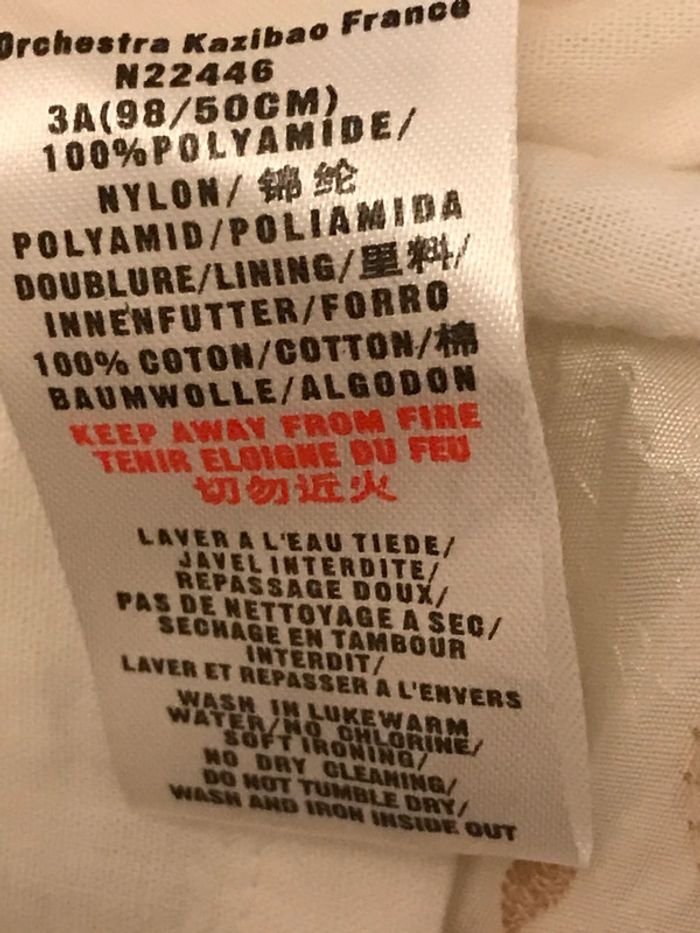 Orchestra Kazibao France
N22446
3A(98/50CM)
100%POLYAMIDE/
NYLON/锦纶
POLYAMID/POLIAMIDA
DOUBLURE/LINING/里料/
INNENFUTTER/FORRO
100% COTON/COTTON/棉
BAUMWOLLE/ALGODON
KEEP AWAY FROM FIRE
TENIR ELOIGNE DU FEU
切勿近火
LAVER A L'EAU TIEDE/
JAVEL INTERDITE/
REPASSAGE DOUX/
PAS DE NETTOYAGE A SEC/
SECHAGE EN TAMBOUR
INTERDIT/
LAVER ET REPASSER A L'ENVERS
WASH IN LUKEWARM
WATER/NO CHLORINE/
SOFT IRONING/
NO DRY CLEANING/
DO NOT TUMBLE DRY/
WASH AND IRON INSIDE OUT